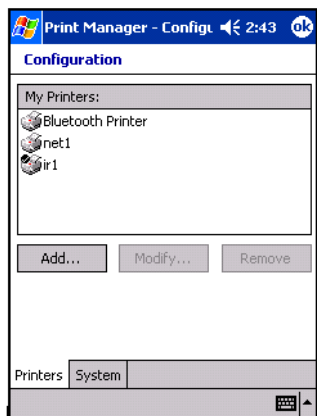 Print Manager - Configu 2:43 ok
Configuration
My Printers:
Bluetooth Printer
net1
ir1
Add... Modify... Remove
Printers System